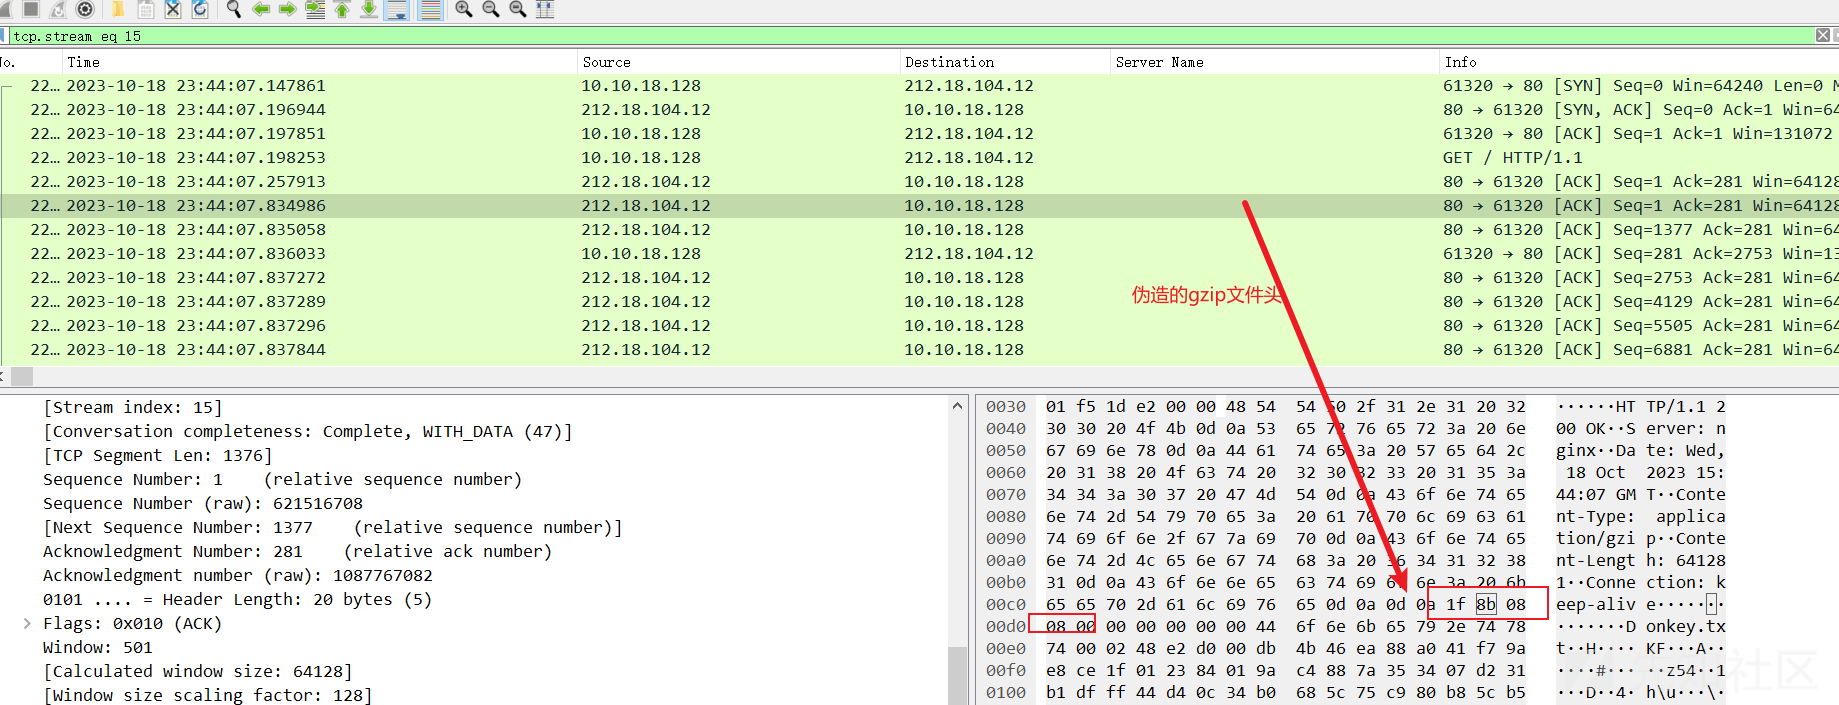 tcp.stream eq 15
No. Time Source Destination Server Name Info
22… 2023-10-18 23:44:07.147861 10.10.18.128 212.18.104.12 61320 → 80 [SYN] Seq=0 Win=64240 Len=0 M
22… 2023-10-18 23:44:07.196944 212.18.104.12 10.10.18.128 80 → 61320 [SYN, ACK] Seq=0 Ack=1 Win=64
22… 2023-10-18 23:44:07.197851 10.10.18.128 212.18.104.12 61320 → 80 [ACK] Seq=1 Ack=1 Win=131072
22… 2023-10-18 23:44:07.198253 10.10.18.128 212.18.104.12 GET / HTTP/1.1
22… 2023-10-18 23:44:07.257913 212.18.104.12 10.10.18.128 80 → 61320 [ACK] Seq=1 Ack=281 Win=64128
22… 2023-10-18 23:44:07.834986 212.18.104.12 10.10.18.128 80 → 61320 [ACK] Seq=1 Ack=281 Win=64128
22… 2023-10-18 23:44:07.835058 212.18.104.12 10.10.18.128 80 → 61320 [ACK] Seq=1377 Ack=281 Win=64
22… 2023-10-18 23:44:07.836033 10.10.18.128 212.18.104.12 61320 → 80 [ACK] Seq=281 Ack=2753 Win=13
22… 2023-10-18 23:44:07.837272 212.18.104.12 10.10.18.128 80 → 61320 [ACK] Seq=2753 Ack=281 Win=64
伪造的gzip文件头
22… 2023-10-18 23:44:07.837289 212.18.104.12 10.10.18.128 80 → 61320 [ACK] Seq=4129 Ack=281 Win=64
22… 2023-10-18 23:44:07.837296 212.18.104.12 10.10.18.128 80 → 61320 [ACK] Seq=5505 Ack=281 Win=64
22… 2023-10-18 23:44:07.837844 212.18.104.12 10.10.18.128 80 → 61320 [ACK] Seq=6881 Ack=281 Win=64
[Stream index: 15]
[Conversation completeness: Complete, WITH_DATA (47)]
[TCP Segment Len: 1376]
Sequence Number: 1 (relative sequence number)
Sequence Number (raw): 621516708
[Next Sequence Number: 1377 (relative sequence number)]
Acknowledgment Number: 281 (relative ack number)
Acknowledgment number (raw): 1087767082
0101 .... = Header Length: 20 bytes (5)
Flags: 0x010 (ACK)
Window: 501
[Calculated window size: 64128]
[Window size scaling factor: 128]
0030 01 f5 1d e2 00 00 48 54 54 50 2f 31 2e 31 20 32 ······HT TP/1.1 2
0040 30 30 20 4f 4b 0d 0a 53 65 72 76 65 72 3a 20 6e 00 OK··S erver: n
0050 67 69 6e 78 0d 0a 44 61 74 65 3a 20 57 65 64 2c ginx··Da te: Wed,
0060 20 31 38 20 4f 63 74 20 32 30 32 33 20 31 35 3a 18 Oct 2023 15:
0070 34 34 3a 30 37 20 47 4d 54 0d 0a 43 6f 6e 74 65 44:07 GM T··Conte
0080 6e 74 2d 54 79 70 65 3a 20 61 70 70 6c 69 63 61 nt-Type: applica
0090 74 69 6f 6e 2f 67 7a 69 70 0d 0a 43 6f 6e 74 65 tion/gzi p··Conte
00a0 6e 74 2d 4c 65 6e 67 74 68 3a 20 36 34 31 32 38 nt-Lengt h: 64128
00b0 31 0d 0a 43 6f 6e 6e 65 63 74 69 6f 6e 3a 20 6b 1··Conne ction: k
00c0 65 65 70 2d 61 6c 69 76 65 0d 0a 0d 0a 1f 8b 08 eep-aliv e·······
00d0 08 00 00 00 00 00 00 44 6f 6e 6b 65 79 2e 74 78 ·······D onkey.tx
00e0 74 00 02 48 e2 d0 00 db 4b 46 ea 88 a0 41 f7 9a t··H···· KF···A··
00f0 e8 ce 1f 01 23 84 01 9a c4 88 7a 35 34 07 d2 31 ····#··· ··z54··1
0100 b1 df ff 44 d4 0c 34 b0 68 5c 75 c9 80 b8 5c b5 ···D··4· h\u···\·